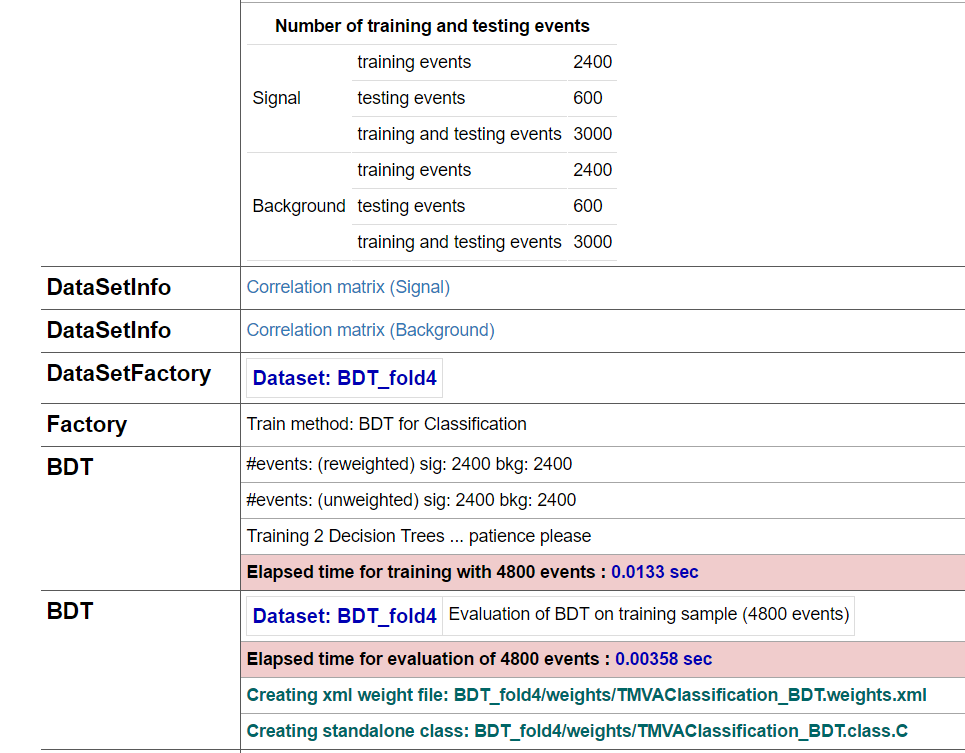 Number of training and testing events
Signal
training events 2400
testing events 600
training and testing events 3000
Background
training events 2400
testing events 600
training and testing events 3000
DataSetInfo Correlation matrix (Signal)
DataSetInfo Correlation matrix (Background)
DataSetFactory Dataset: BDT_fold4
Factory Train method: BDT for Classification
BDT #events: (reweighted) sig: 2400 bkg: 2400
#events: (unweighted) sig: 2400 bkg: 2400
Training 2 Decision Trees ... patience please
Elapsed time for training with 4800 events : 0.0133 sec
BDT Dataset: BDT_fold4 Evaluation of BDT on training sample (4800 events)
Elapsed time for evaluation of 4800 events : 0.00358 sec
Creating xml weight file: BDT_fold4/weights/TMVAClassification_BDT.weights.xml
Creating standalone class: BDT_fold4/weights/TMVAClassification_BDT.class.C